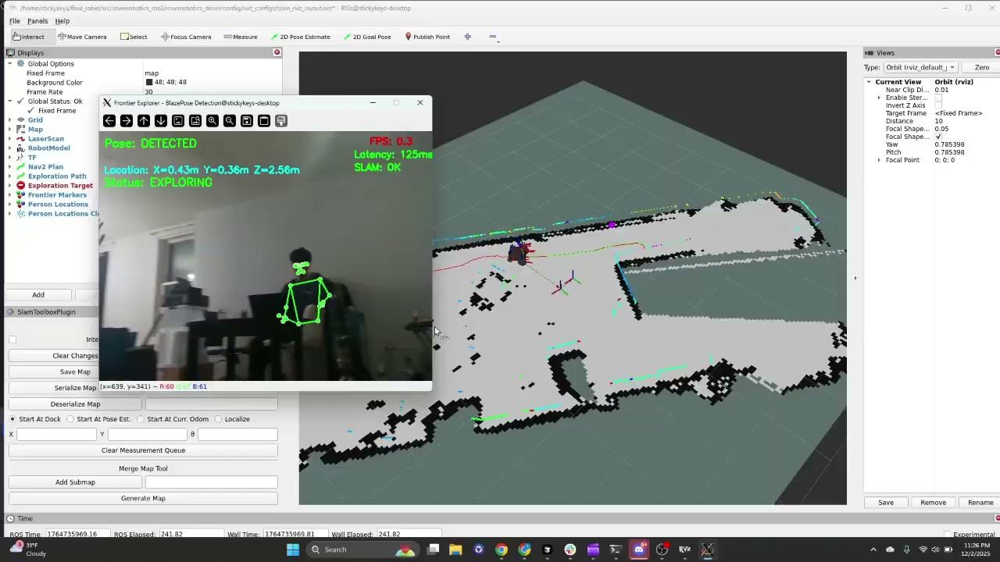 /home/stickykeys/final_robin/src/roverrobotics_ros2/roverrobotics_driver/config/rviz_configs/slam_rviz_layout.rviz* - RViz@stickykeys-desktop
File Panels Help
Interact Move Camera Select Focus Camera Measure 2D Pose Estimate 2D Goal Pose Publish Point
Displays
Global Options
Fixed Frame map
Background Color 48; 48; 48
Frame Rate 30
Global Status: Ok
Fixed Frame
Grid
Map
LaserScan
RobotModel
TF
Nav2 Plan
Exploration Path
Exploration Target
Frontier Markers
Person Locations
Person Locations Clo
Add
SlamToolboxPlugin
Inte
Clear Changes
Save Map
Serialize Map
Deserialize Map
Start At Dock Start At Pose Est. Start At Curr. Odom Localize
X Y θ
Clear Measurement Queue
Merge Map Tool
Add Submap
Generate Map
Frontier Explorer - BlazePose Detection@stickykeys-desktop
Pose: DETECTED
FPS: 0.3
Latency: 125ms
SLAM: OK
Location: X=0.43m Y=0.36m Z=2.56m
Status: EXPLORING
(x=639, y=341) ~ R:60 B:61
Views
Type: Orbit (rviz_default_ Zero
Current View Orbit (rviz)
Near Clip Di... 0.01
Enable Ster...
Invert Z Axis
Target Frame <Fixed Frame>
Distance 10
Focal Shape... 0.05
Focal Shape...
Yaw 0.785398
Pitch 0.785398
Focal Point 0; 0; 0
Save Remove Rename
Time
ROS Time: 1764735969.16 ROS Elapsed: 241.82 Wall Time: 1764735969.81 Wall Elapsed: 241.82 Experimental
31°F
Cloudy
Search
RViz
11:26 PM
12/2/2025